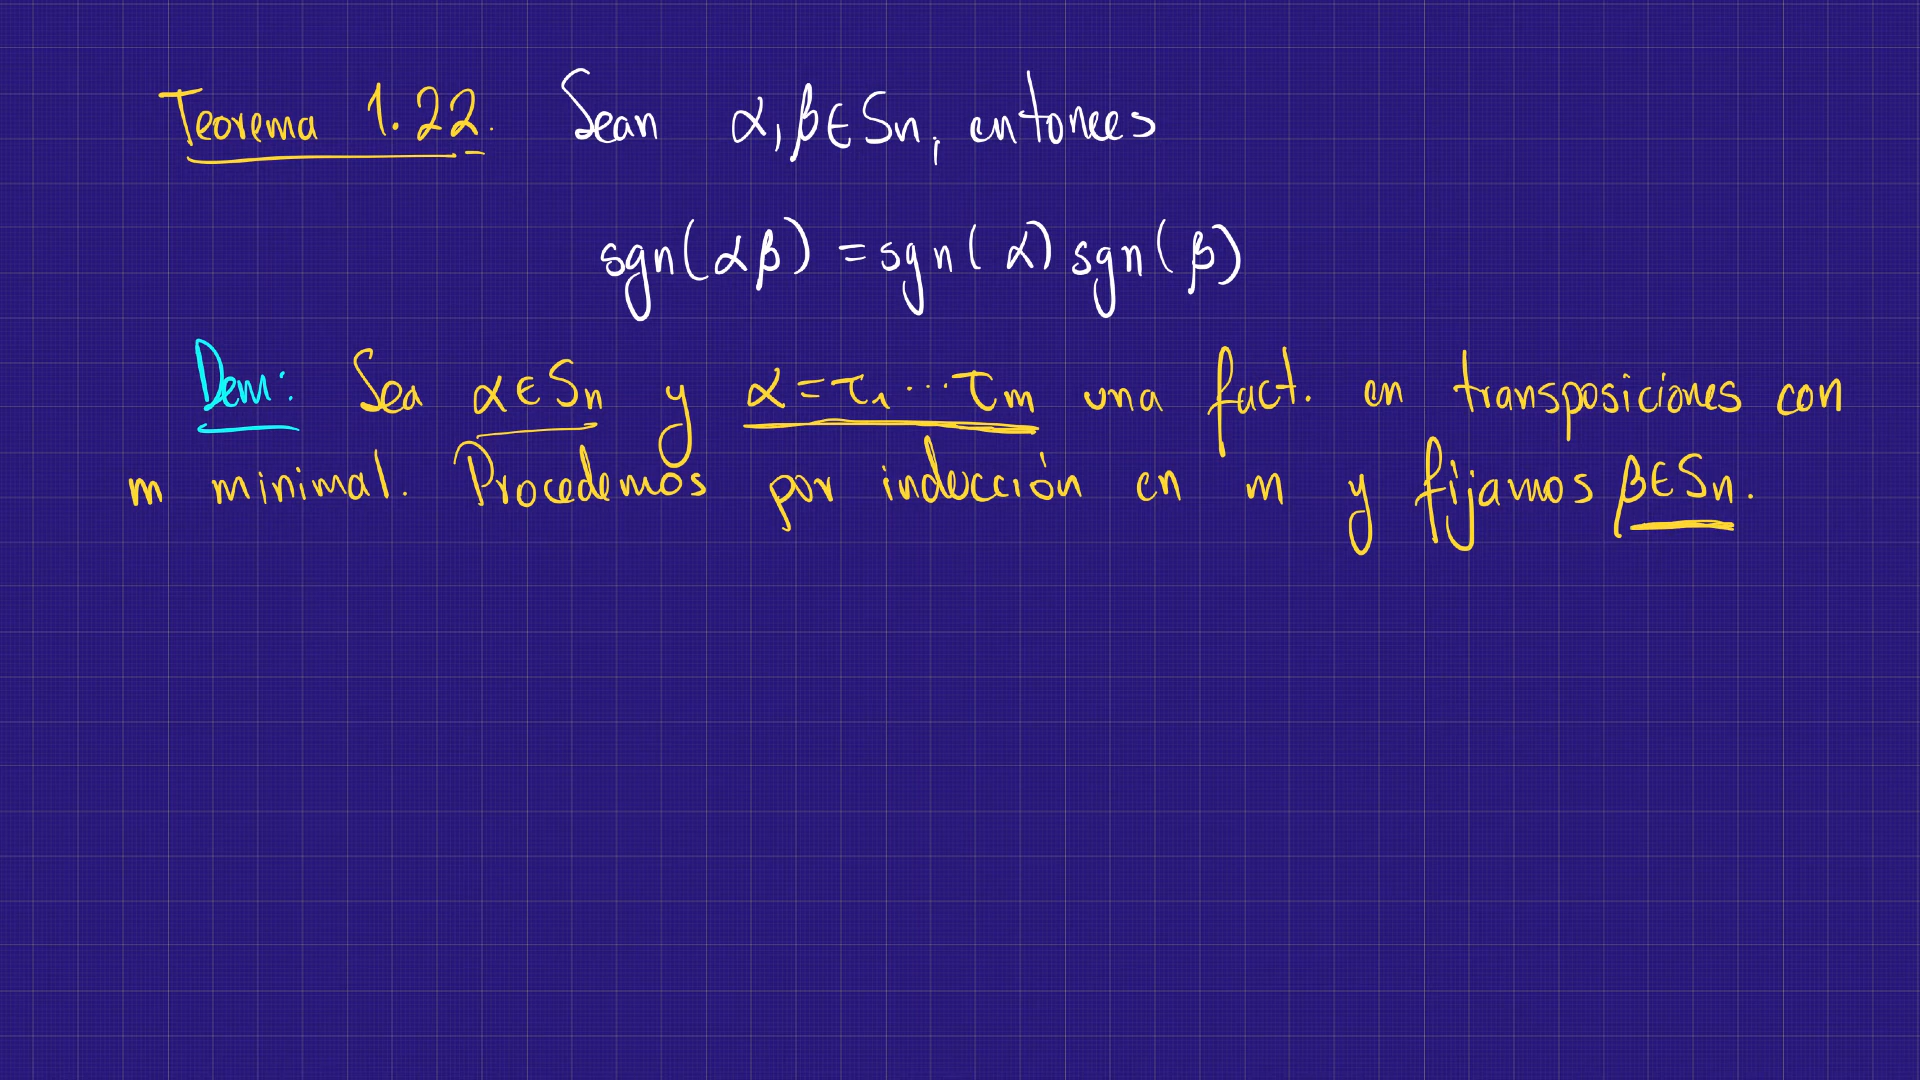 Teorema 1.22. Sean α, β ∈ Sn, entonces
sgn(αβ) = sgn(α) sgn(β)
Dem: Sea α ∈ Sn y α = τ₁ ... τm una fact. en transposiciones con
m minimal. Procedemos por inducción en m y fijamos β ∈ Sn.